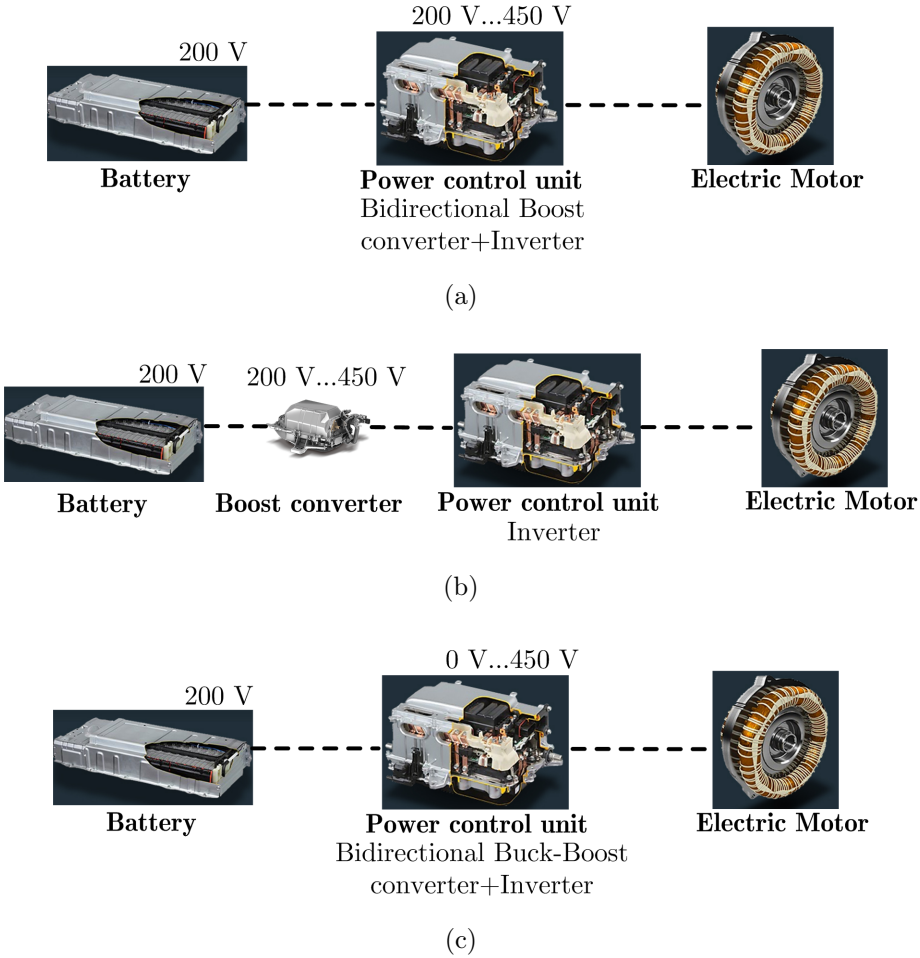 200 V...450 V
200 V
Battery
Power control unit
Electric Motor
Bidirectional Boost
converter+Inverter
(a)
200 V
200 V...450 V
Battery
Boost converter
Power control unit
Electric Motor
Inverter
(b)
0 V...450 V
200 V
Battery
Power control unit
Electric Motor
Bidirectional Buck-Boost
converter+Inverter
(c)